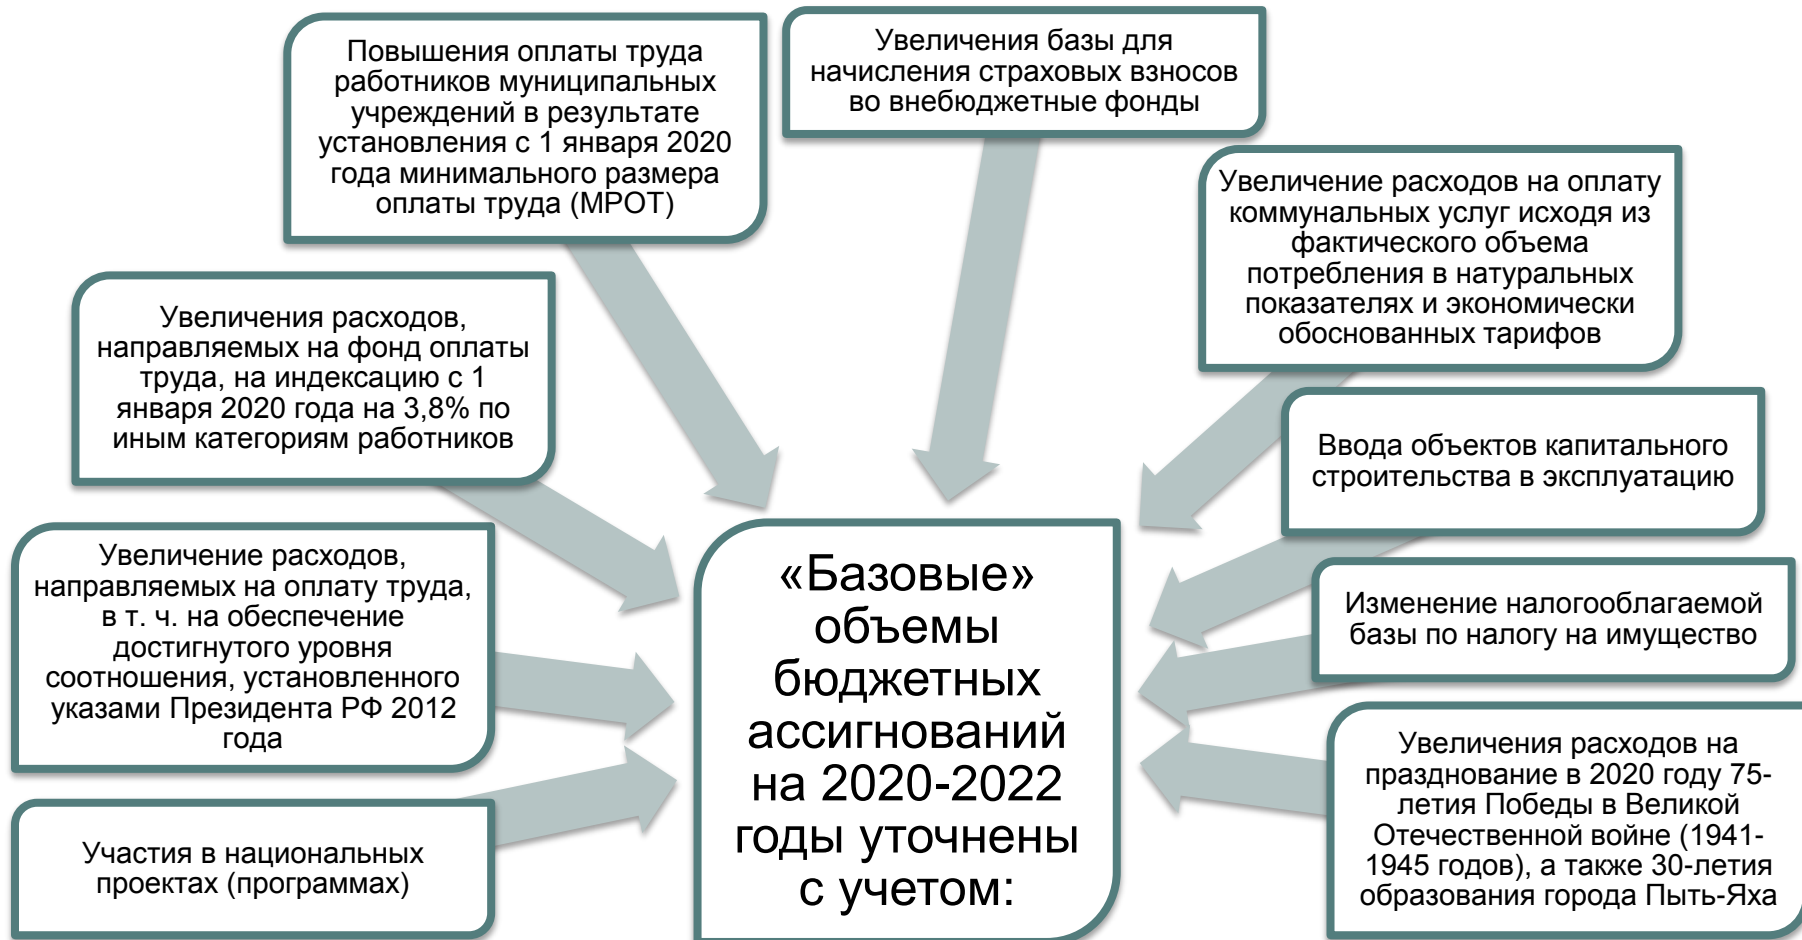 Повышения оплаты труда
работников муниципальных
учреждений в результате
установления с 1 января 2020
года минимального размера
оплаты труда (МРОТ)
Увеличения базы для
начисления страховых взносов
во внебюджетные фонды
Увеличение расходов на оплату
коммунальных услуг исходя из
фактического объема
потребления в натуральных
показателях и экономически
обоснованных тарифов
Увеличения расходов,
направляемых на фонд оплаты
труда, на индексацию с 1
января 2020 года на 3,8% по
иным категориям работников
Ввода объектов капитального
строительства в эксплуатацию
Увеличение расходов,
направляемых на оплату труда,
в т. ч. на обеспечение
достигнутого уровня
соотношения, установленного
указами Президента РФ 2012
года
Изменение налогооблагаемой
базы по налогу на имущество
Участия в национальных
проектах (программах)
Увеличения расходов на
празднование в 2020 году 75-
летия Победы в Великой
Отечественной войне (1941-
1945 годов), а также 30-летия
образования города Пыть-Яха
«Базовые»
объемы
бюджетных
ассигнований
на 2020-2022
годы уточнены
с учетом: